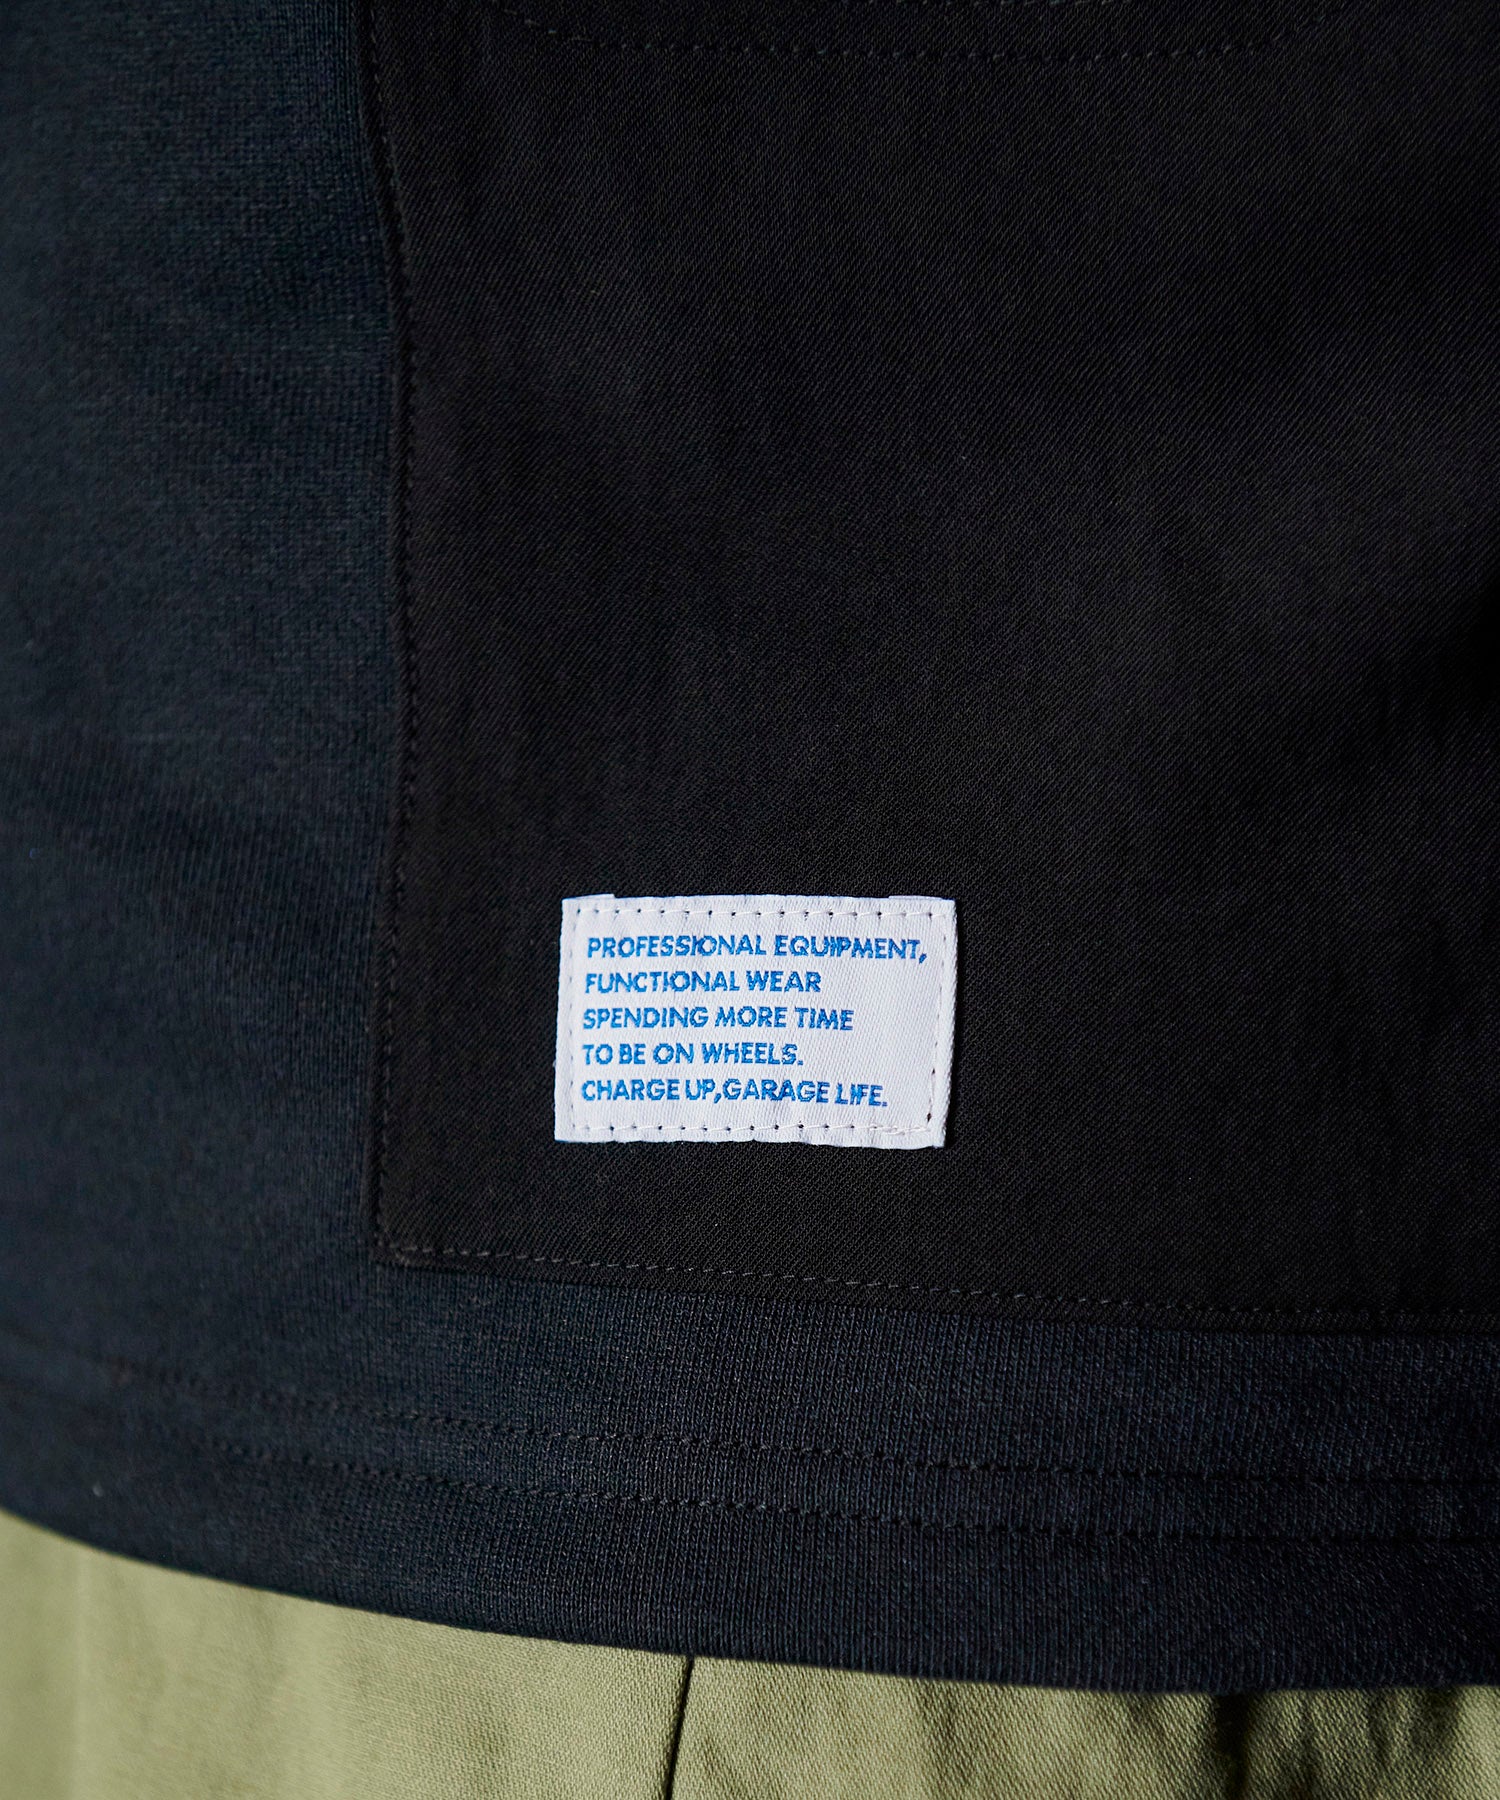 PROFESSIONAL EQUIPMENT,
FUNCTIONAL WEAR
SPENDING MORE TIME
TO BE ON WHEELS.
CHARGE UP,GARAGE LIFE.